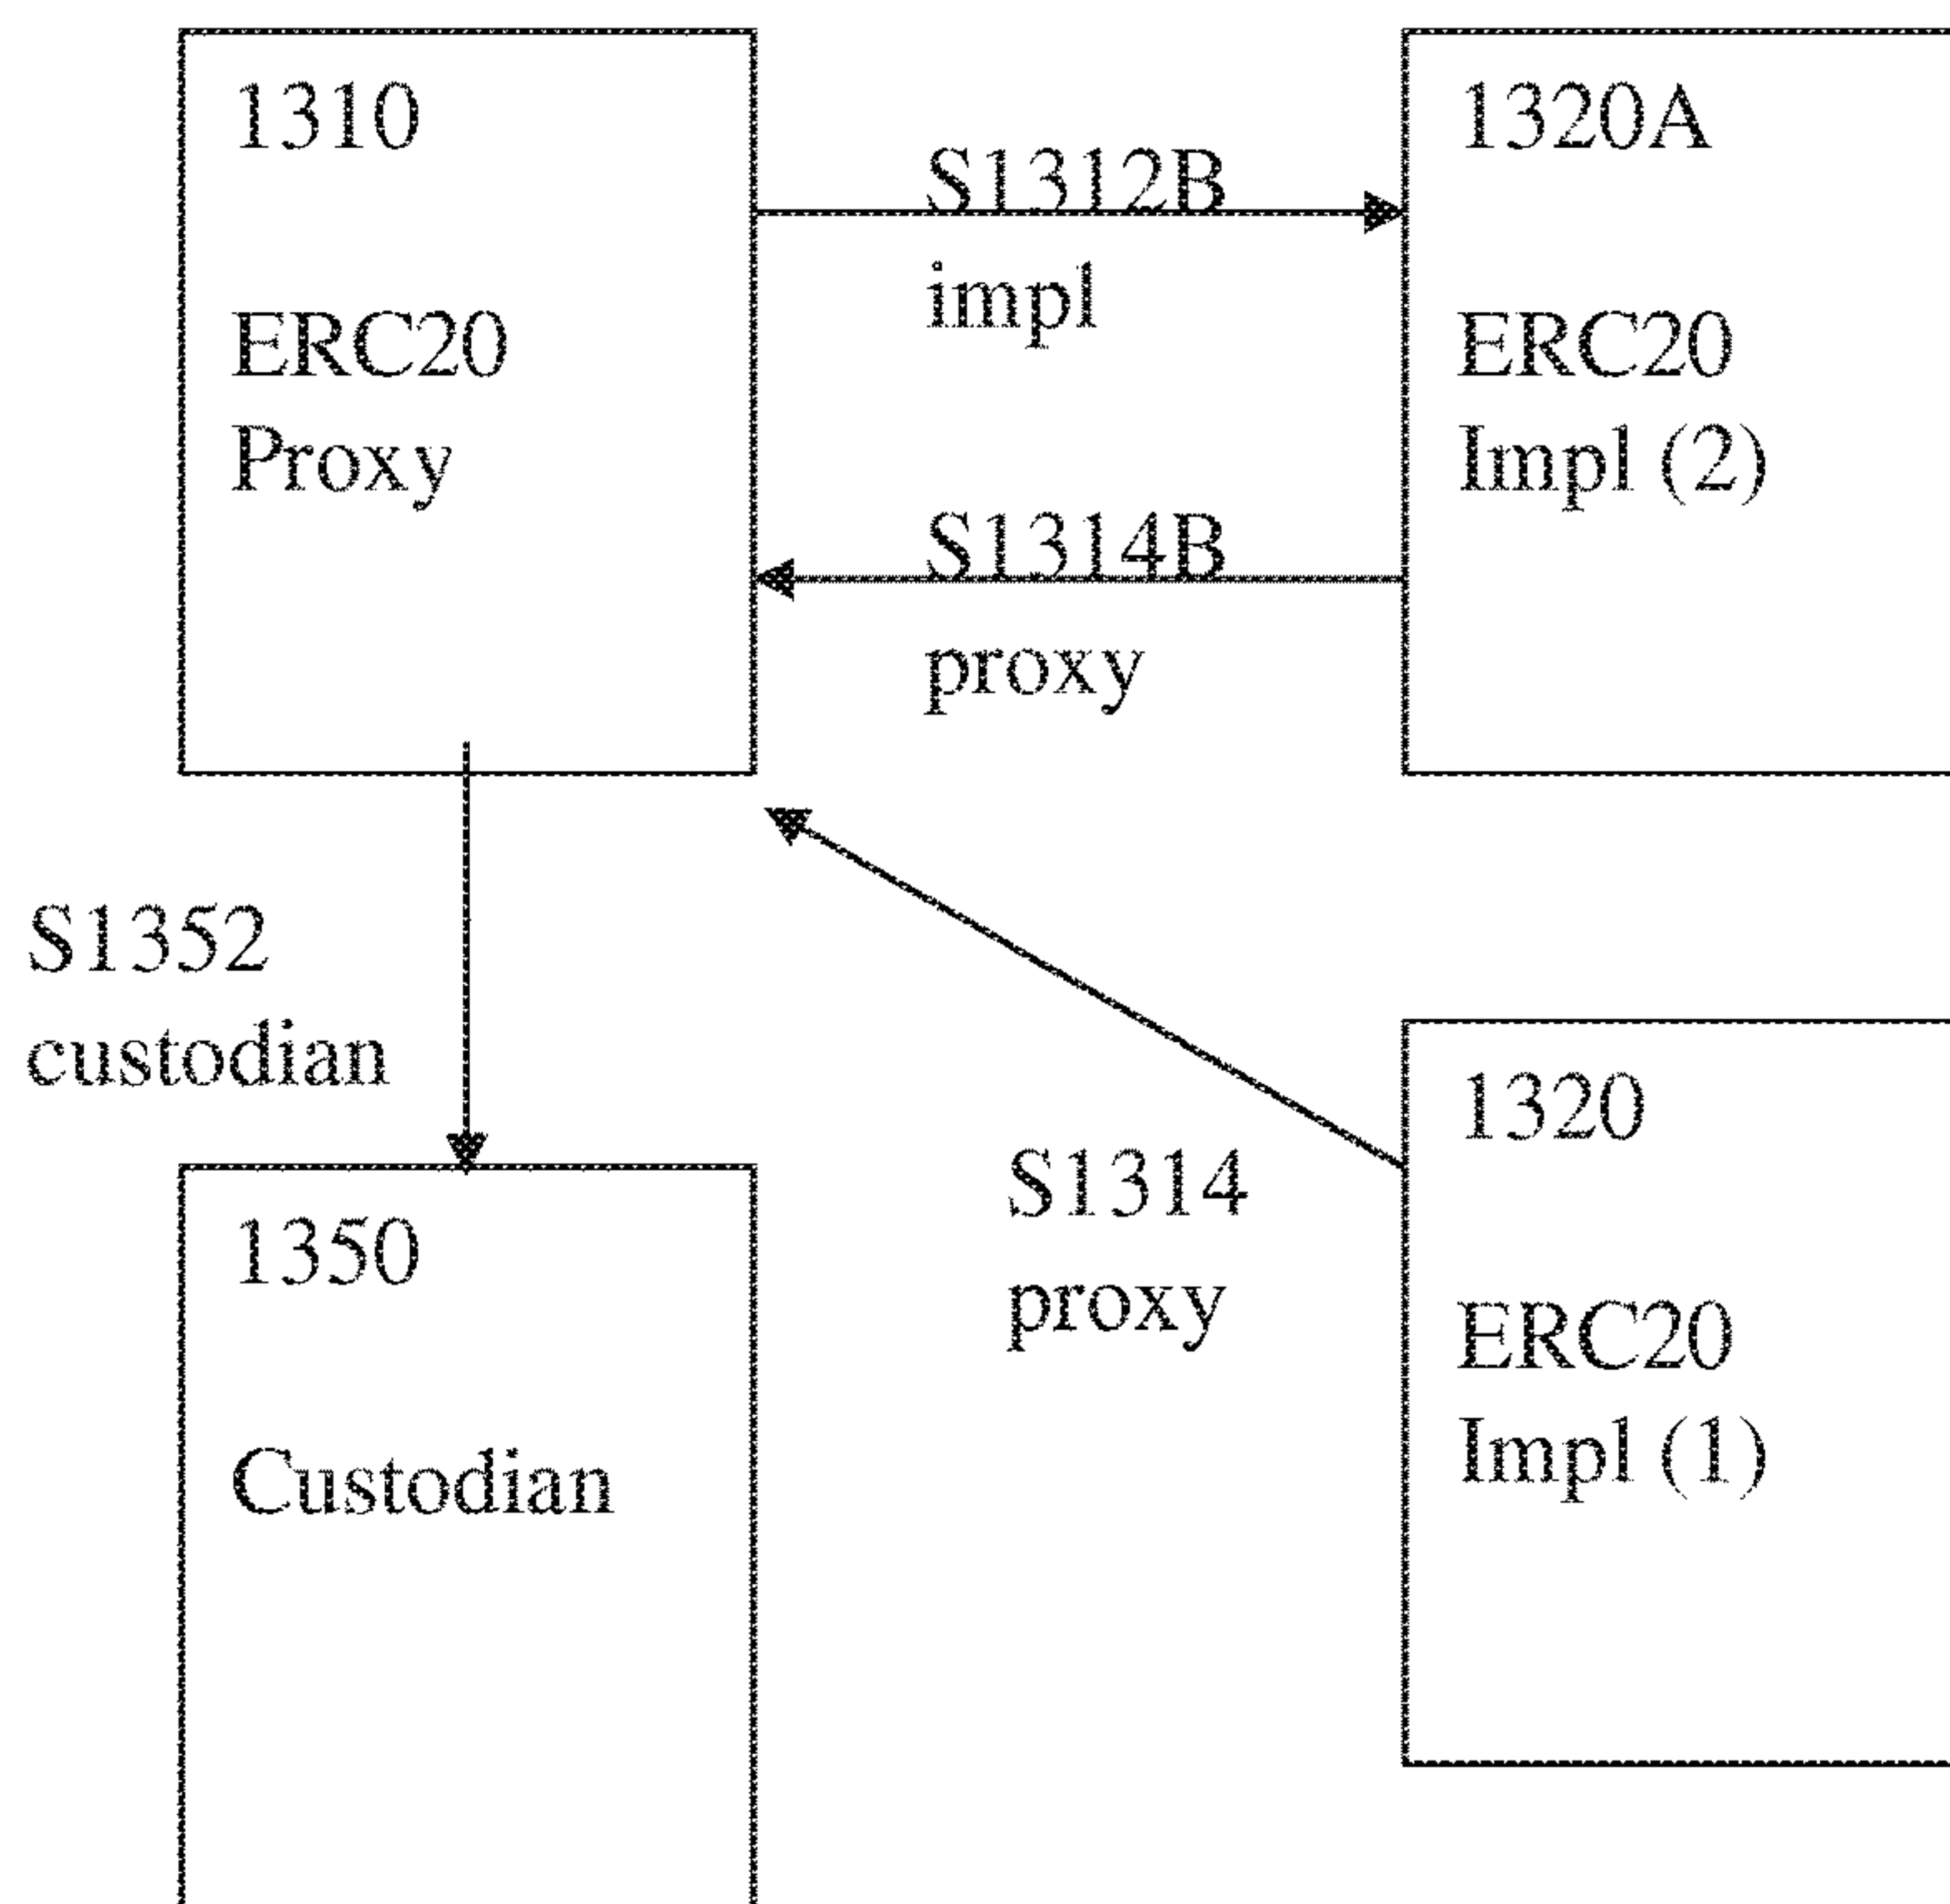 1310
ERC20
Proxy
S1312B
impl
S1314B
proxy
1320A
ERC20
Impl (2)
S1352
custodian
1350
Custodian
S1314
proxy
1320
ERC20
Impl (1)